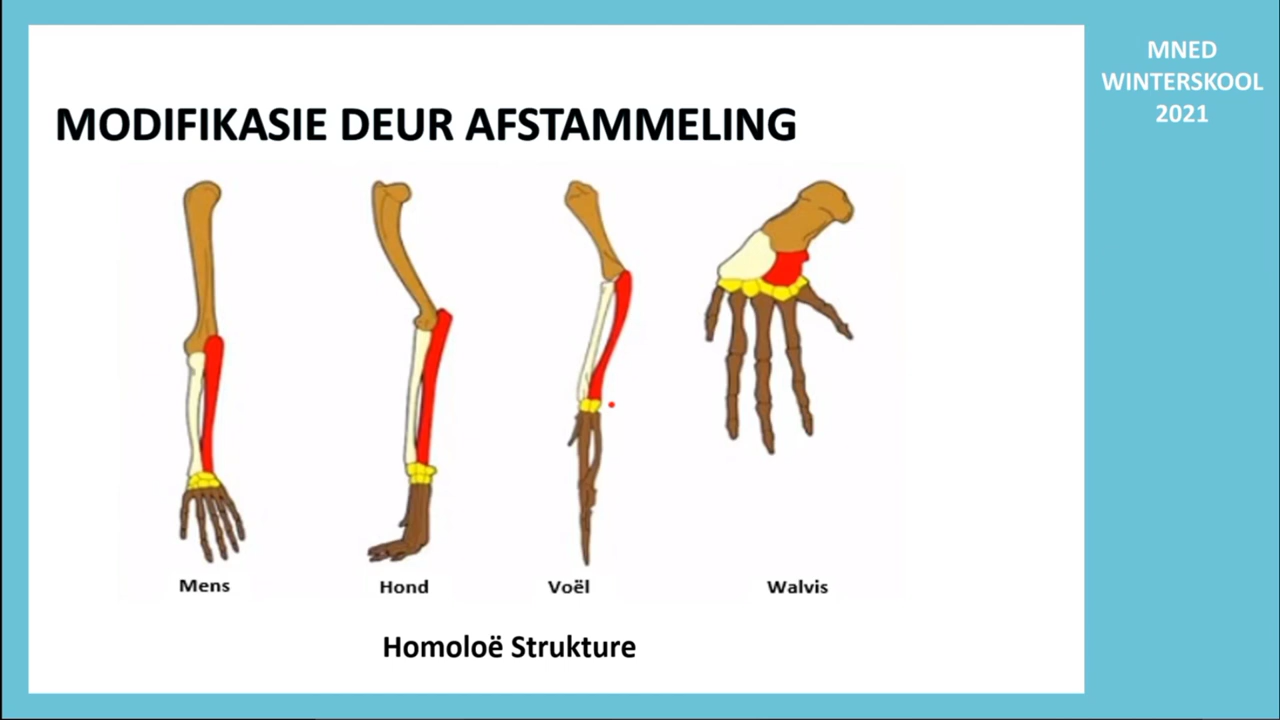 MODIFIKASIE DEUR AFSTAMMELING
Mens
Hond
Voël
Walvis
Homoloë Strukture
MNED
WINTERSKOOL
2021